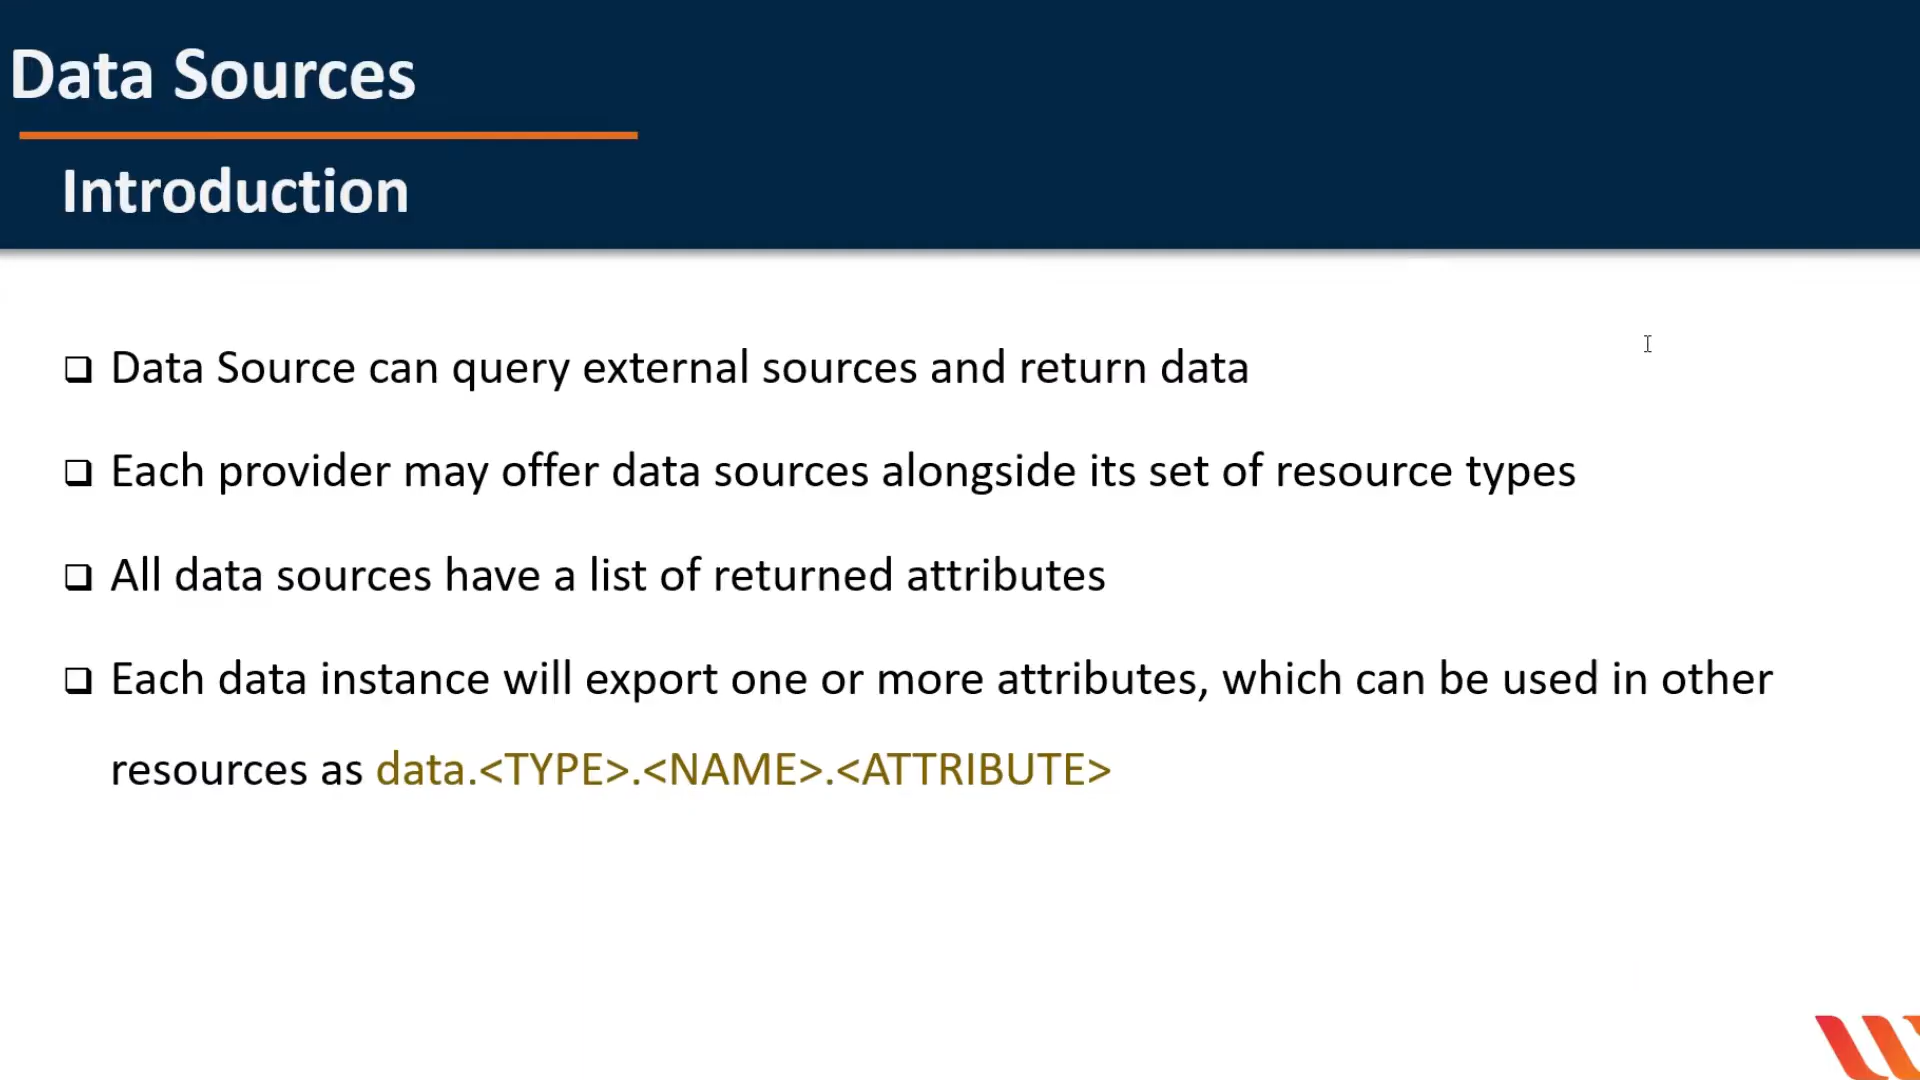 Data Sources
Introduction
Data Source can query external sources and return data
Each provider may offer data sources alongside its set of resource types
All data sources have a list of returned attributes
Each data instance will export one or more attributes, which can be used in other
resources as data.<TYPE>.<NAME>.<ATTRIBUTE>